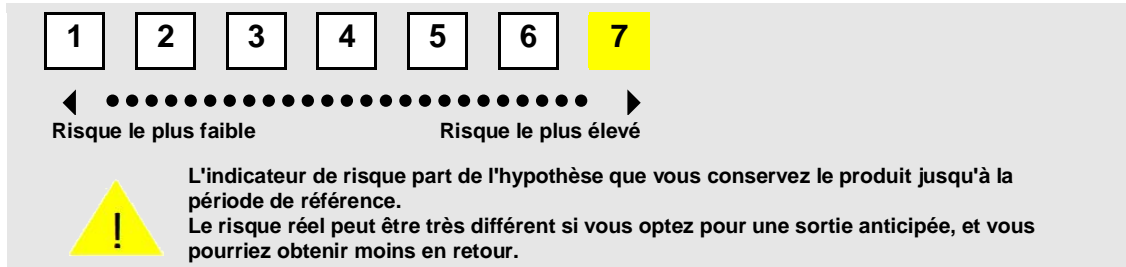 1 2 3 4 5 6 7
Risque le plus faible Risque le plus élevé
L'indicateur de risque part de l'hypothèse que vous conservez le produit jusqu'à la
période de référence.
Le risque réel peut être très différent si vous optez pour une sortie anticipée, et vous
pourriez obtenir moins en retour.
!